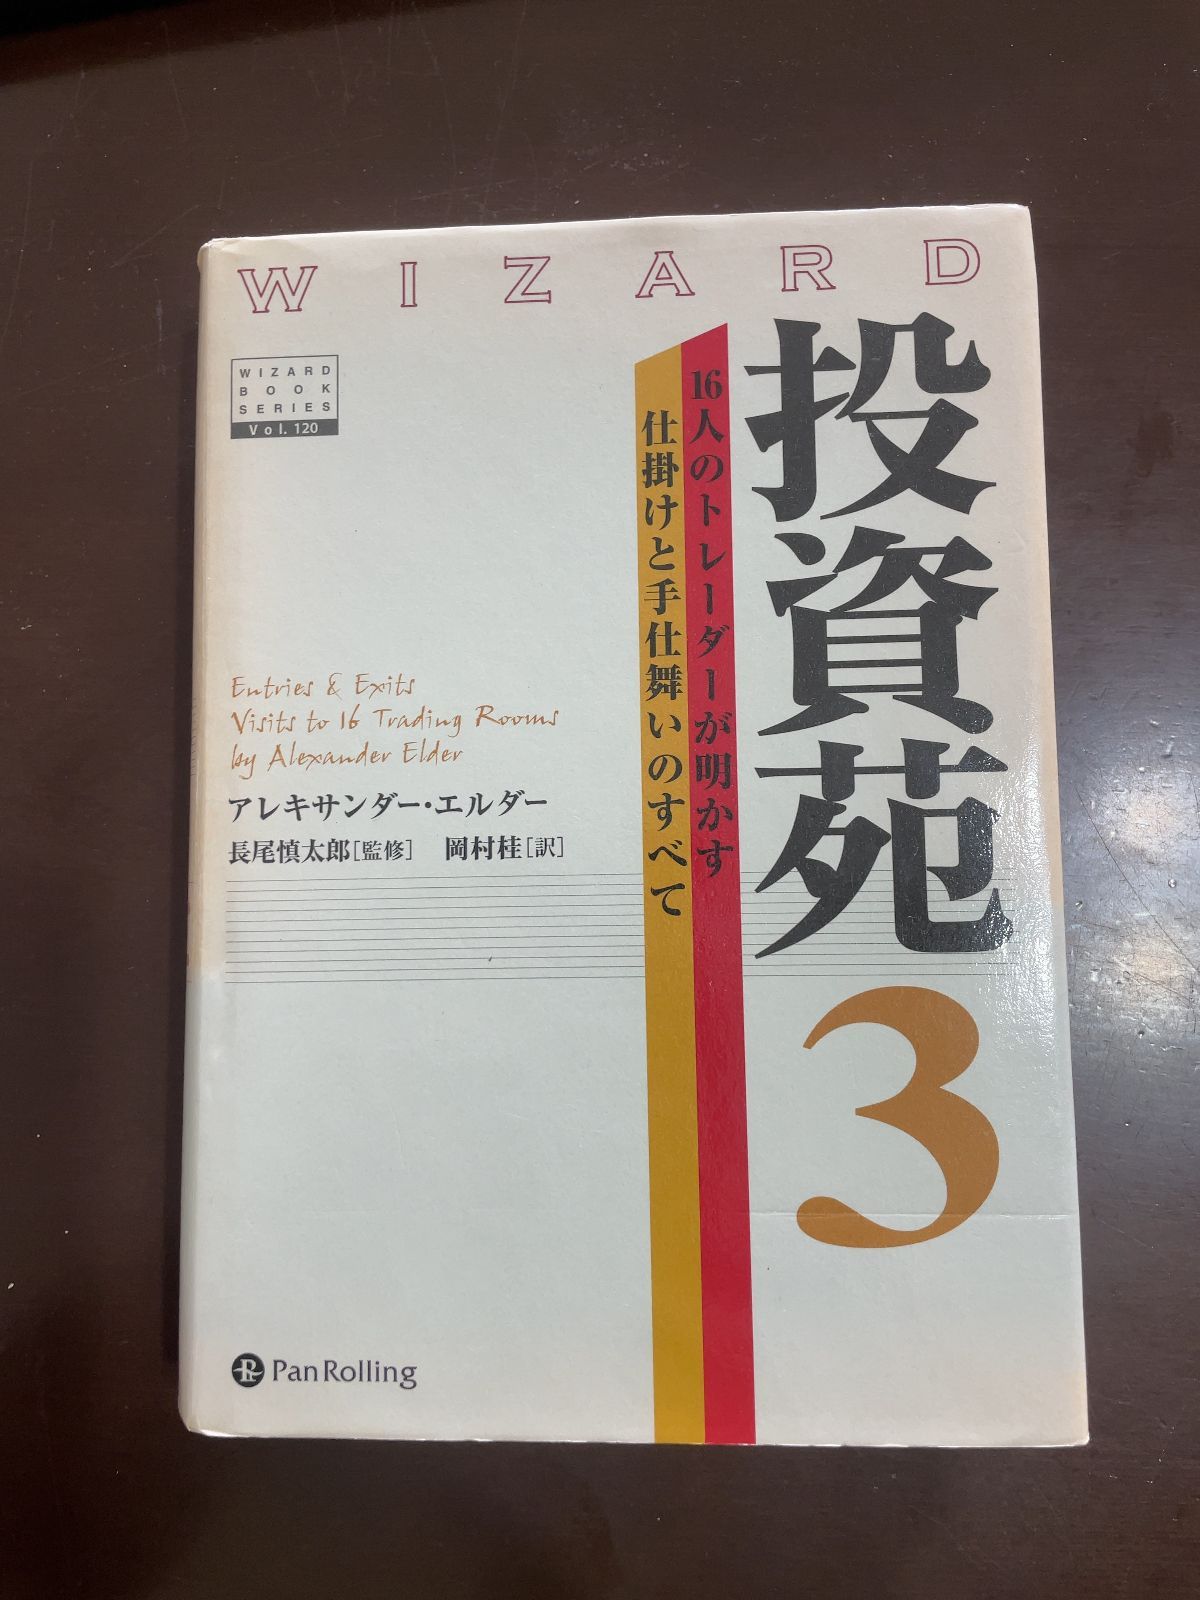 WIZARD
WIZARD
BOOK
SERIES
Vol. 120
投資苑3
16人のトレーダーが明かす
仕掛けと手仕舞いのすべて
Entries & Exits
Visits to 16 Trading Rooms
by Alexander Elder
アレキサンダー・エルダー
長尾慎太郎[監修] 岡村桂[訳]
PanRolling